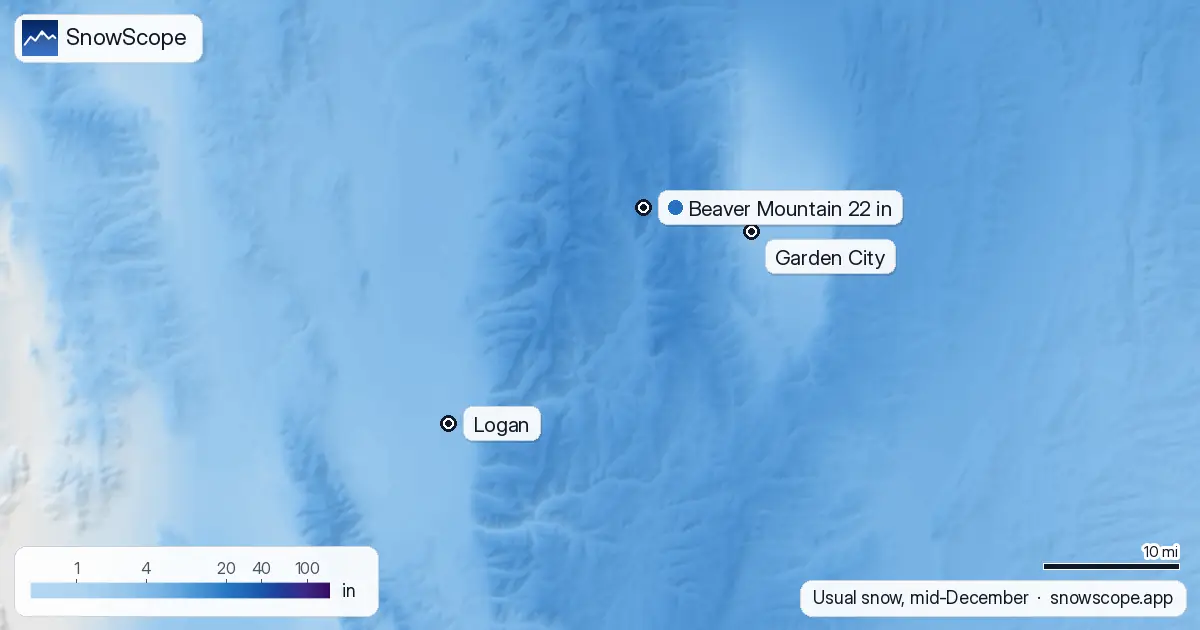 SnowScope
Beaver Mountain 22 in
Garden City
Logan
1 4 20 40 100
in
10 mi
Usual snow, mid-December · snowscope.app